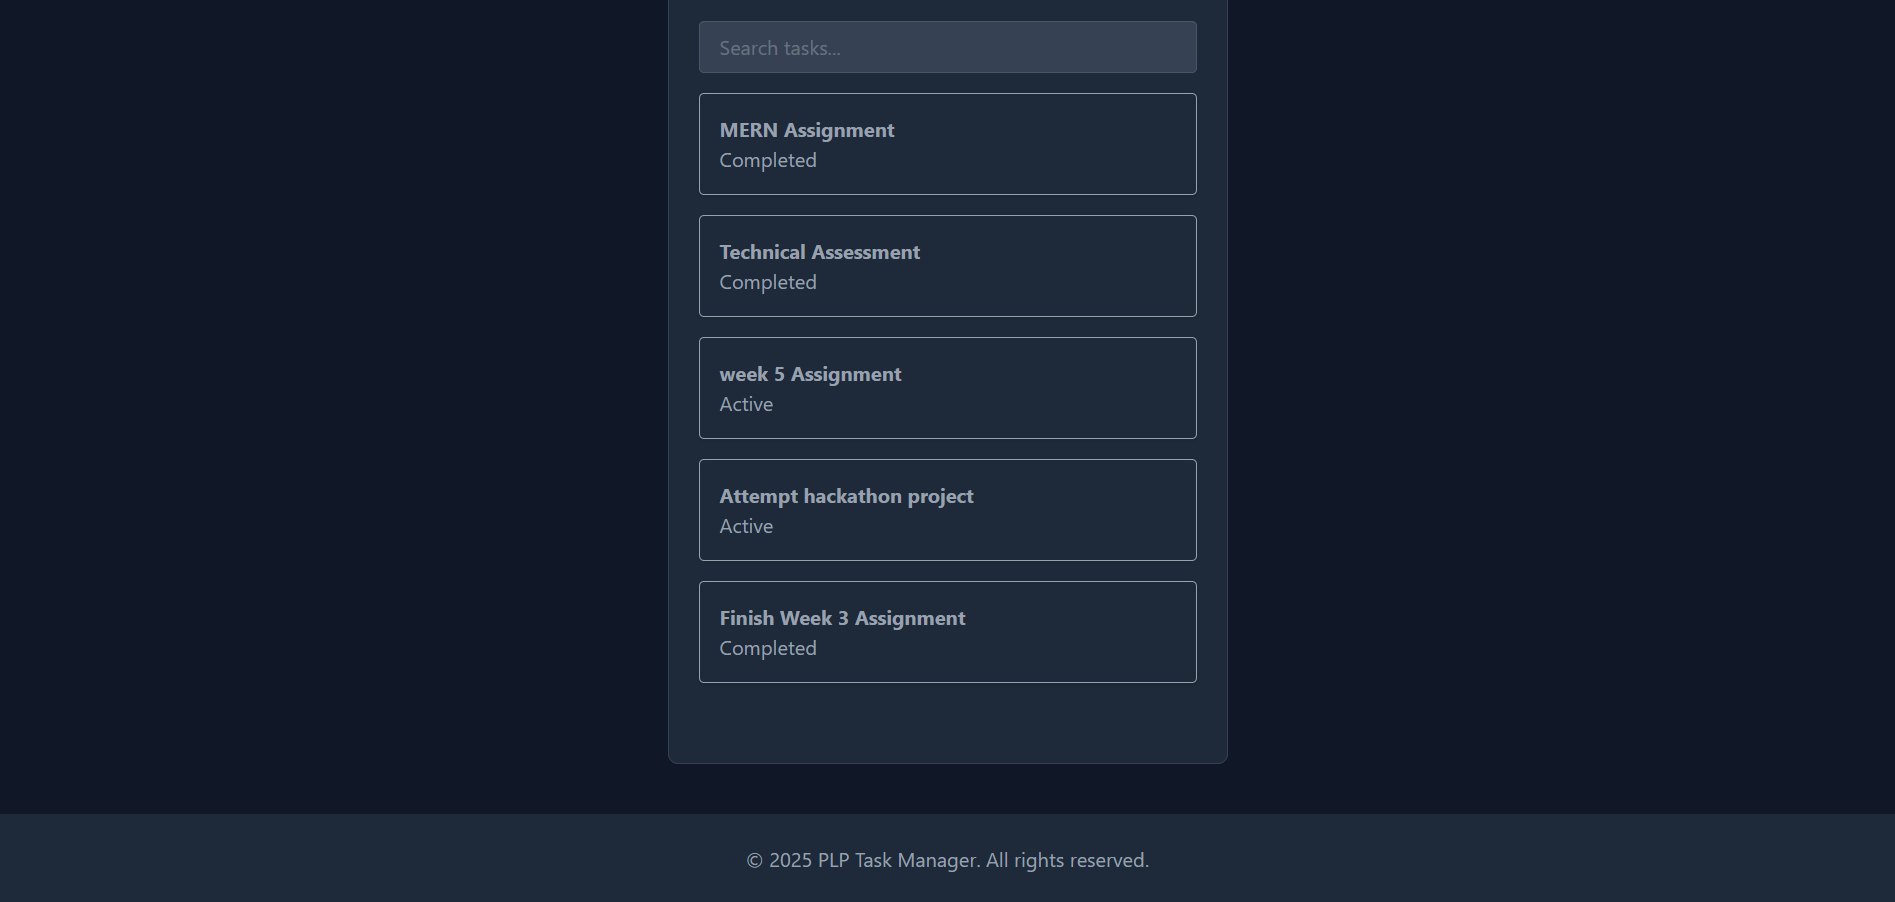 Search tasks...
MERN Assignment
Completed
Technical Assessment
Completed
week 5 Assignment
Active
Attempt hackathon project
Active
Finish Week 3 Assignment
Completed
© 2025 PLP Task Manager. All rights reserved.